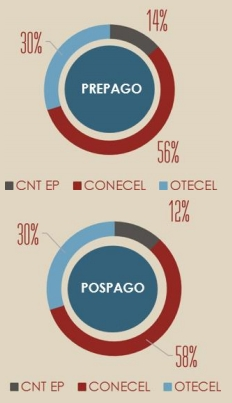 14%
30%
PREPAGO
56%
CNT EP CONECEL OTECEL
12%
30%
POSPAGO
58%
CNT EP CONECEL OTECEL